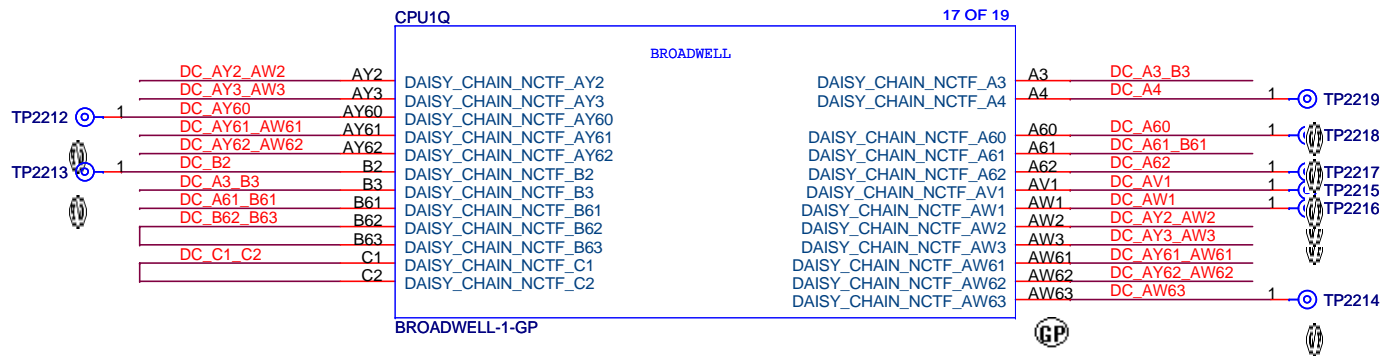 CPU1Q 17 OF 19
BROADWELL
DC_AY2_AW2 AY2 DAISY_CHAIN_NCTF_AY2 DAISY_CHAIN_NCTF_A3 A3 DC_A3_B3
DC_AY3_AW3 AY3 DAISY_CHAIN_NCTF_AY3 DAISY_CHAIN_NCTF_A4 A4 DC_A4 1 TP2219
TP2212 1 DC_AY60 AY60 DAISY_CHAIN_NCTF_AY60
DC_AY61_AW61 AY61 DAISY_CHAIN_NCTF_AY61 DAISY_CHAIN_NCTF_A60 A60 DC_A60 1 TP2218
DC_AY62_AW62 AY62 DAISY_CHAIN_NCTF_AY62 DAISY_CHAIN_NCTF_A61 A61 DC_A61_B61
TP2213 1 DC_B2 B2 DAISY_CHAIN_NCTF_B2 DAISY_CHAIN_NCTF_A62 A62 DC_A62 1 TP2217
DC_A3_B3 B3 DAISY_CHAIN_NCTF_B3 DAISY_CHAIN_NCTF_AV1 AV1 DC_AV1 1 TP2215
DC_A61_B61 B61 DAISY_CHAIN_NCTF_B61 DAISY_CHAIN_NCTF_AW1 AW1 DC_AW1 1 TP2216
DC_B62_B63 B62 DAISY_CHAIN_NCTF_B62 DAISY_CHAIN_NCTF_AW2 AW2 DC_AY2_AW2
B63 DAISY_CHAIN_NCTF_B63 DAISY_CHAIN_NCTF_AW3 AW3 DC_AY3_AW3
DC_C1_C2 C1 DAISY_CHAIN_NCTF_C1 DAISY_CHAIN_NCTF_AW61 AW61 DC_AY61_AW61
C2 DAISY_CHAIN_NCTF_C2 DAISY_CHAIN_NCTF_AW62 AW62 DC_AY62_AW62
DAISY_CHAIN_NCTF_AW63 AW63 DC_AW63 1 TP2214
BROADWELL-1-GP
GP